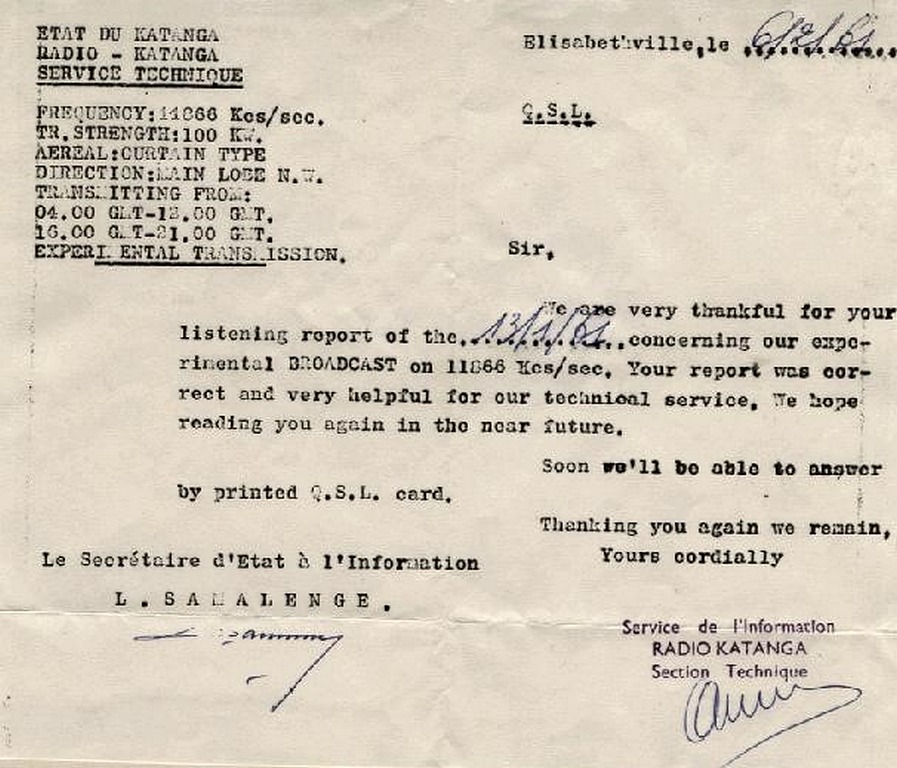 ETAT DU KATANGA
RADIO - KATANGA
SERVICE TECHNIQUE
Elisabethville,le 6/2/61
FREQUENCY:11866 Kcs/sec.
TR.STRENGTH:100 KW.
AEREAL:CURTAIN TYPE
DIRECTION:MAIN LOBE N.W.
TRANSMITTING FROM:
04.00 GMT-13.00 GMT.
16.00 GMT-21.00 GMT.
EXPERIMENTAL TRANSMISSION.
Q.S.L.
Sir,
We are very thankful for your
listening report of the 13/1/61 concerning our expe-
rimental BROADCAST on 11866 Kcs/sec. Your report was cor-
rect and very helpful for our technical service. We hope
reading you again in the near future.
Soon we'll be able to answer
by printed Q.S.L. card.
Thanking you again we remain,
Yours cordially
Le Secrétaire d'Etat à l'Information
L. SAMALENGE.
Service de l'Information
RADIO KATANGA
Section Technique